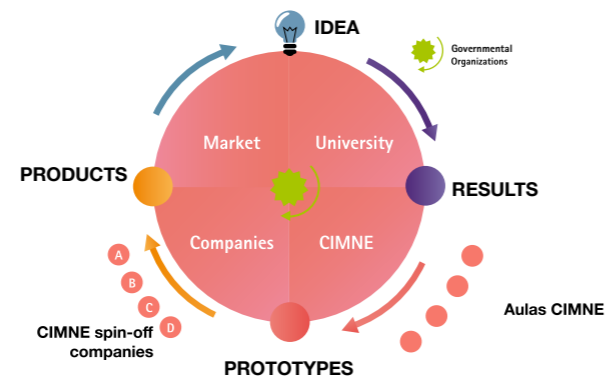 IDEA
Governmental
Organizations
Market
University
PRODUCTS
RESULTS
Companies
CIMNE
A
B
C
D
Aulas CIMNE
CIMNE spin-off
companies
PROTOTYPES